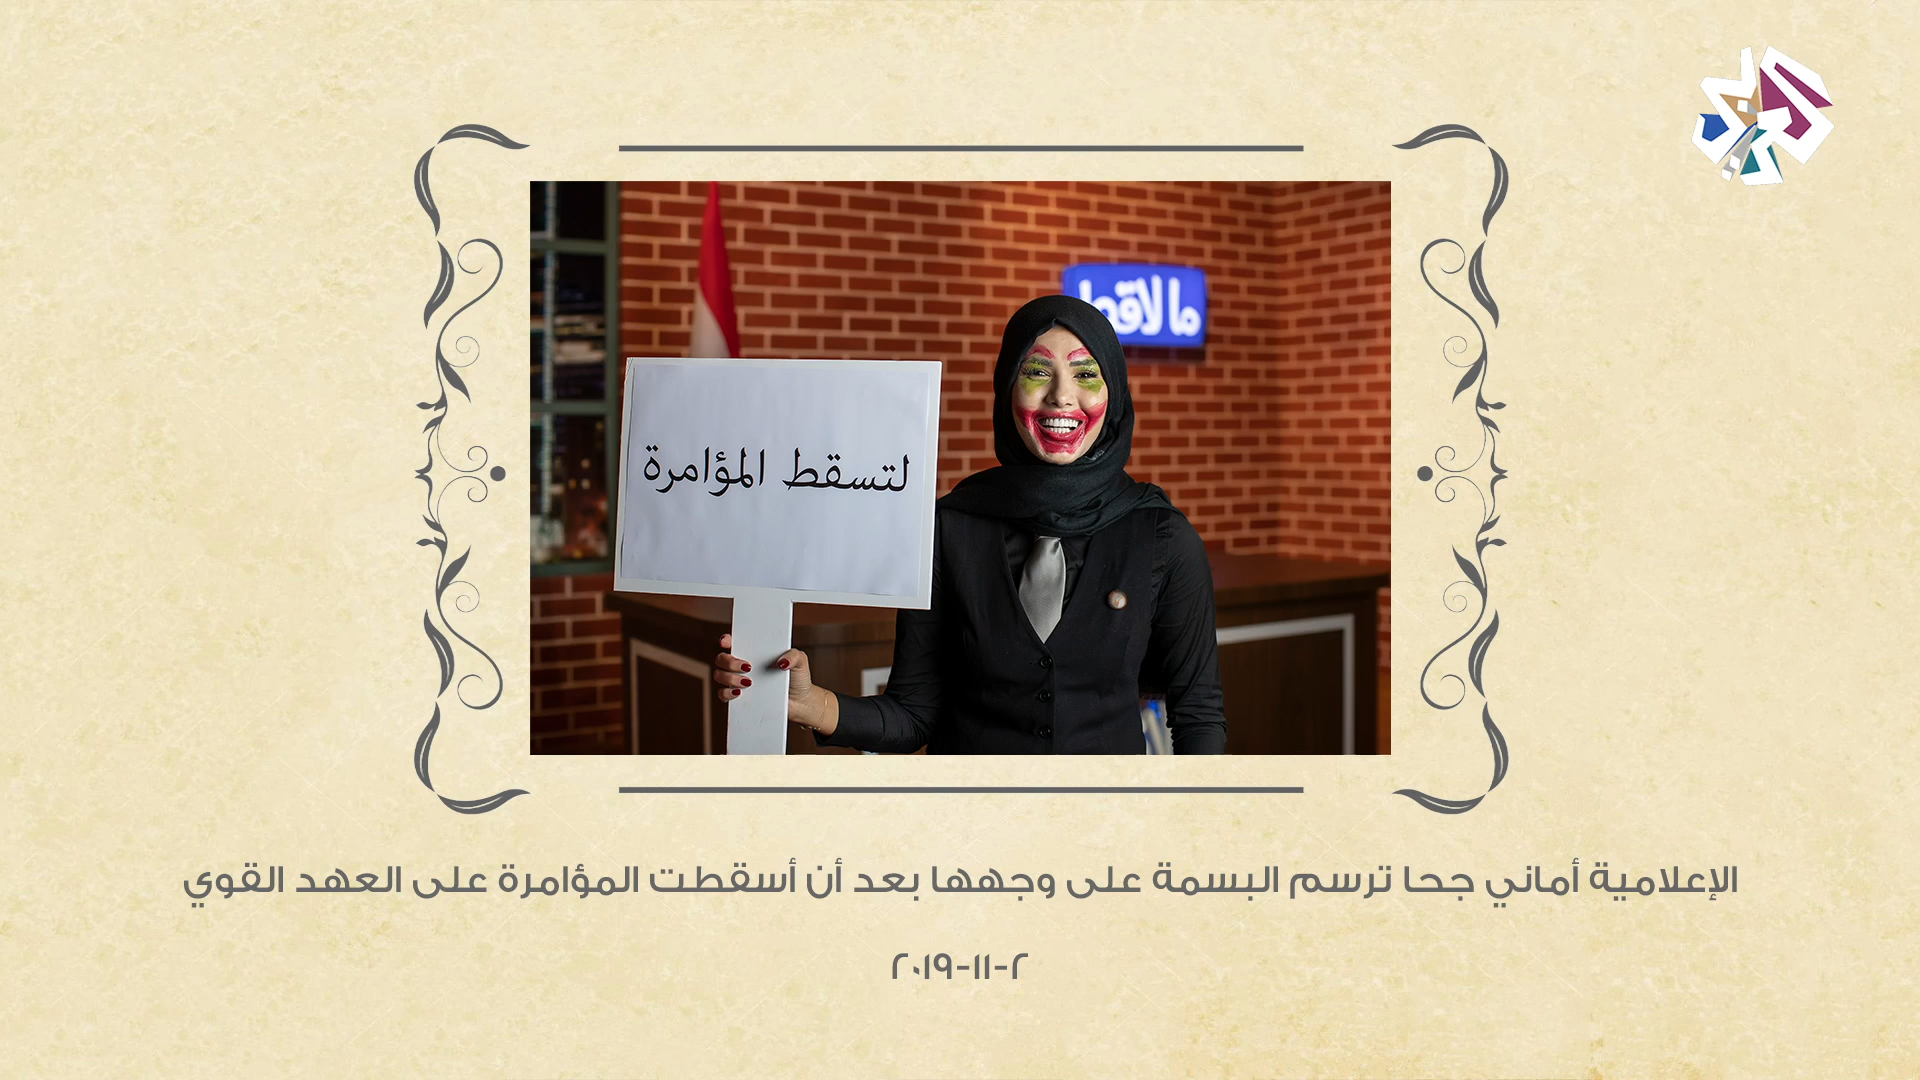 ما لاقط
لتسقط المؤامرة
الإعلامية أماني جحا ترسم البسمة على وجهها بعد أن أسقطت المؤامرة على العهد القوي
٢-١١-٢٠١٩